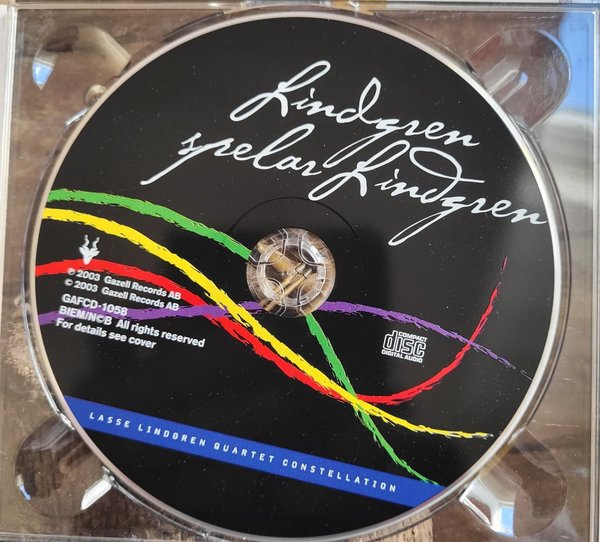 Lindgren
spelar Lindgren
℗ 2003 Gazell Records AB
© 2003 Gazell Records AB
GAFCD-1058
BIEM/N©B All rights reserved
For details see cover
COMPACT
disc
DIGITAL AUDIO
LASSE LINDGREN QUARTET CONSTELLATION